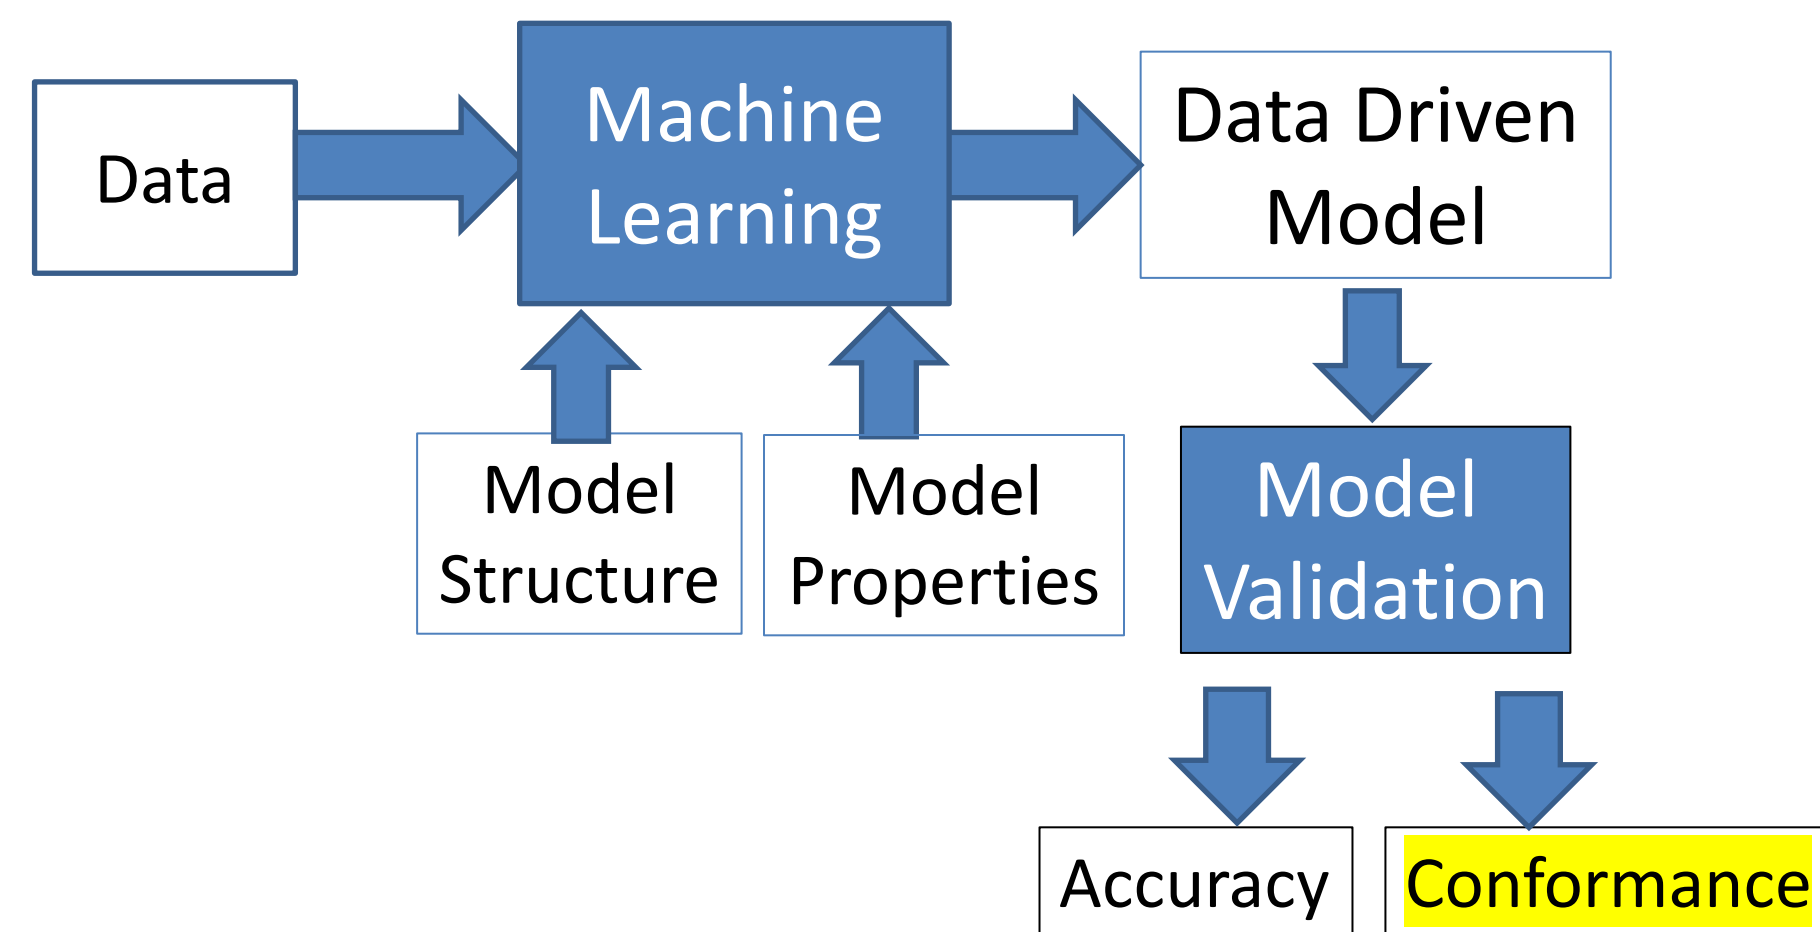 Data
Machine
Learning
Data Driven
Model
Model
Structure
Model
Properties
Model
Validation
Accuracy
Conformance